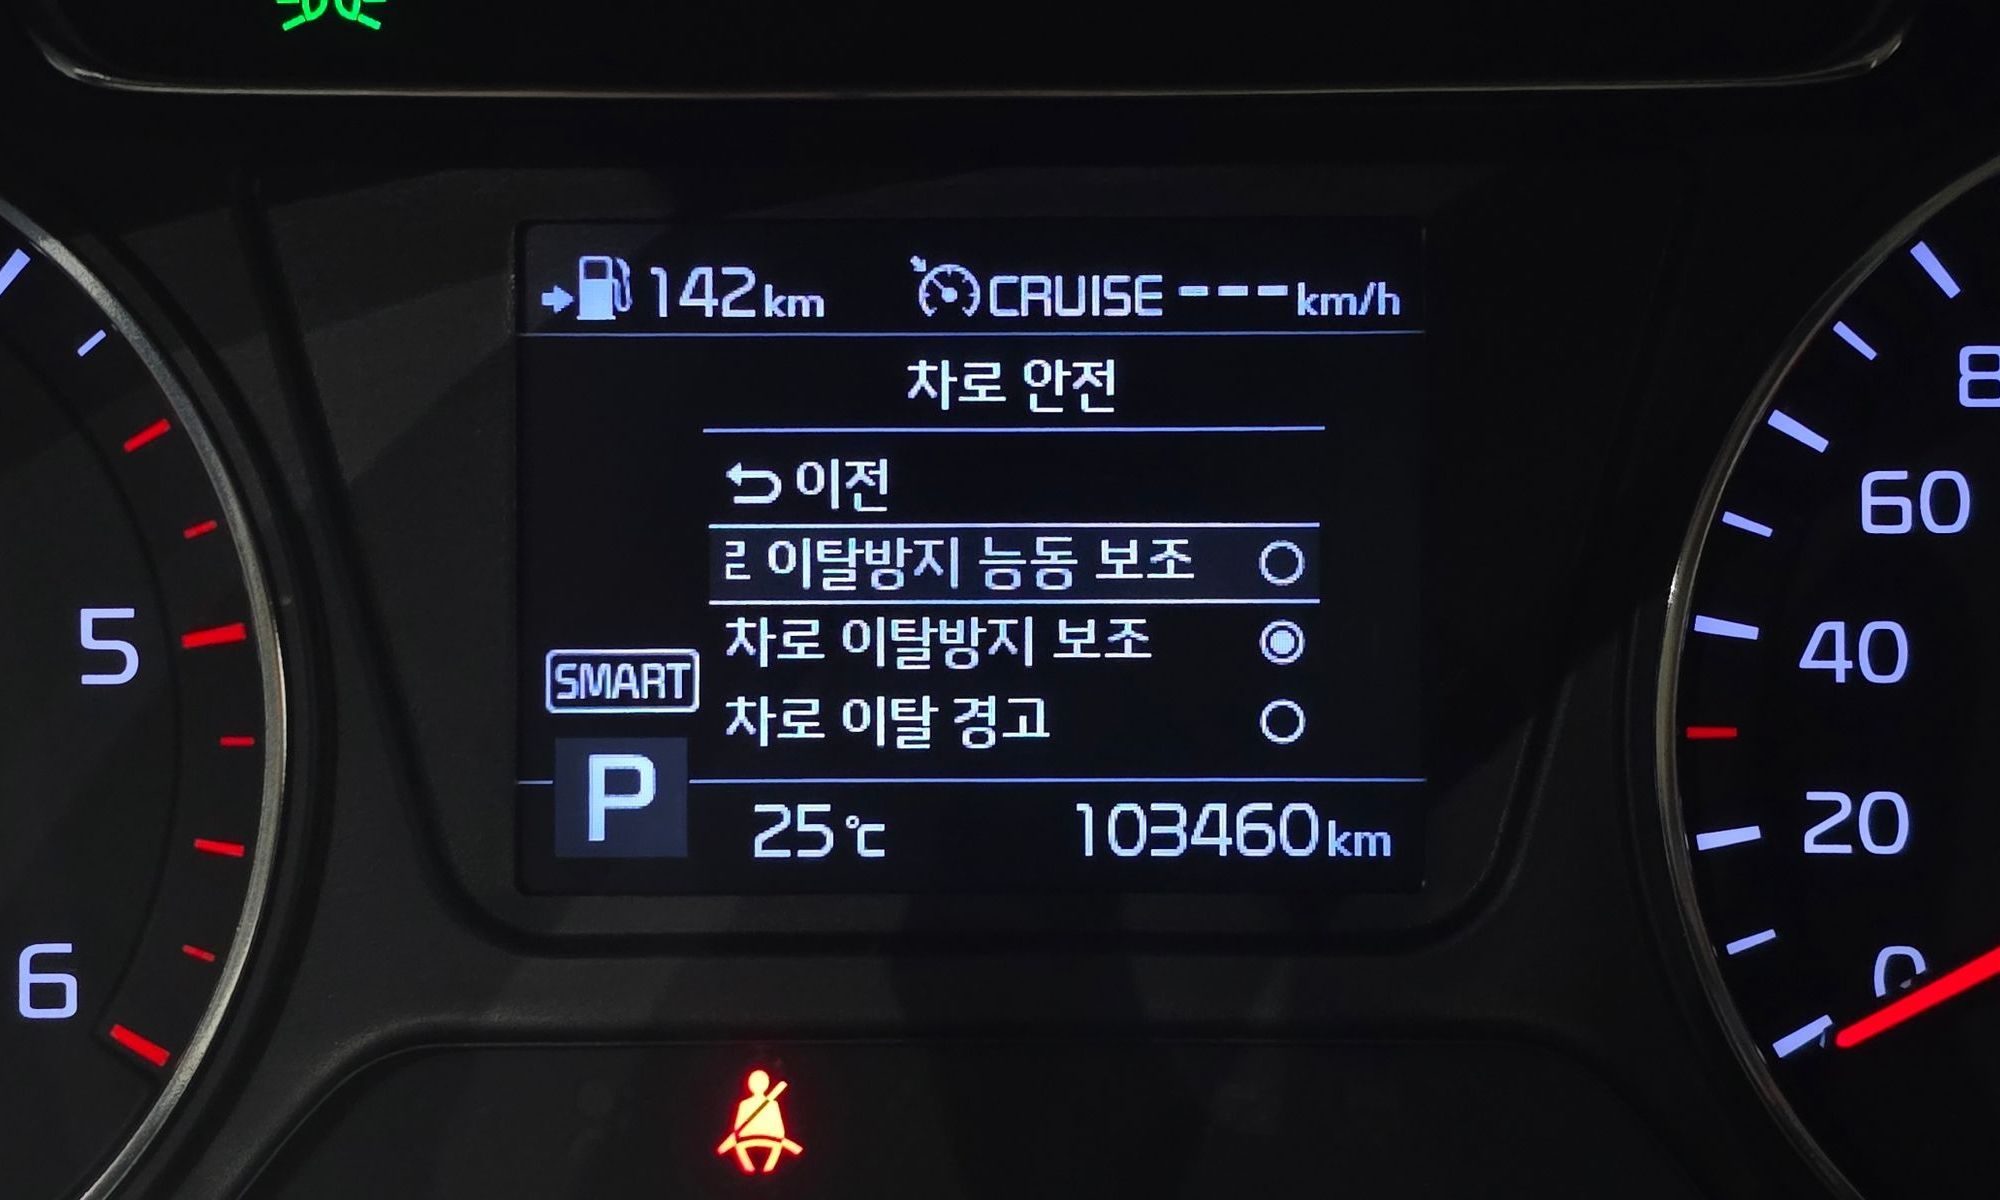 142km CRUISE ---km/h
차로 안전
이전
이탈방지 능동 보조
차로 이탈방지 보조
SMART
차로 이탈 경고
P
25℃ 103460km
5
6
8
60
40
20
0